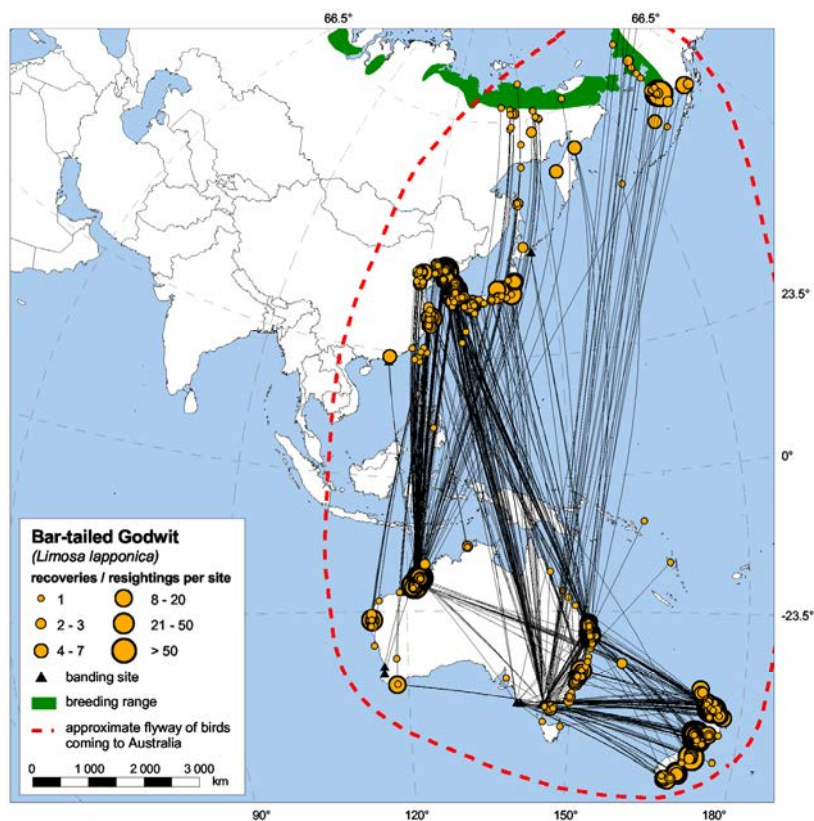 66.5°
66.5°
23.5°
0°
-23.5°
Bar-tailed Godwit
(Limosa lapponica)
recoveries / resightings per site
1
8 - 20
2 - 3
21 - 50
4 - 7
> 50
banding site
breeding range
approximate flyway of birds
coming to Australia
0 1 000 2 000 3 000
km
90°
120°
150°
180°